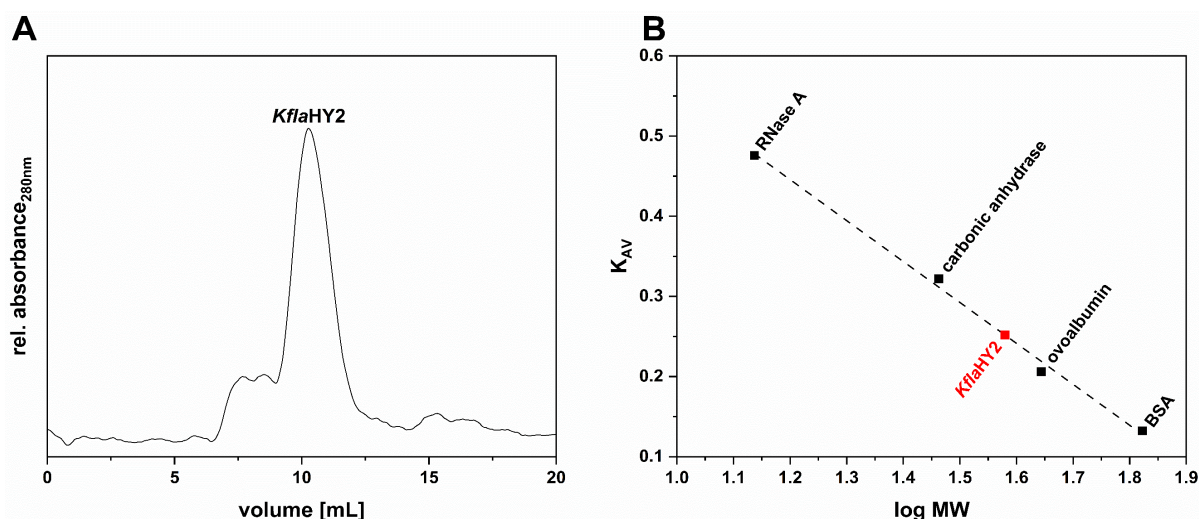 A
KflaHY2
rel. absorbance280nm
0
5
10
15
20
volume [mL]
B
0.6
0.5
0.4
0.3
0.2
0.1
KAV
RNase A
carbonic anhydrase
KflaHY2
ovoalbumin
BSA
1.0
1.1
1.2
1.3
1.4
1.5
1.6
1.7
1.8
1.9
log MW